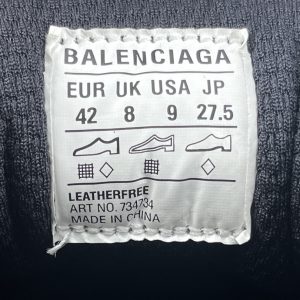 BALENCIAGA
EUR UK USA JP
42 8 9 27.5
LEATHERFREE
ART NO. 734734
MADE IN CHINA